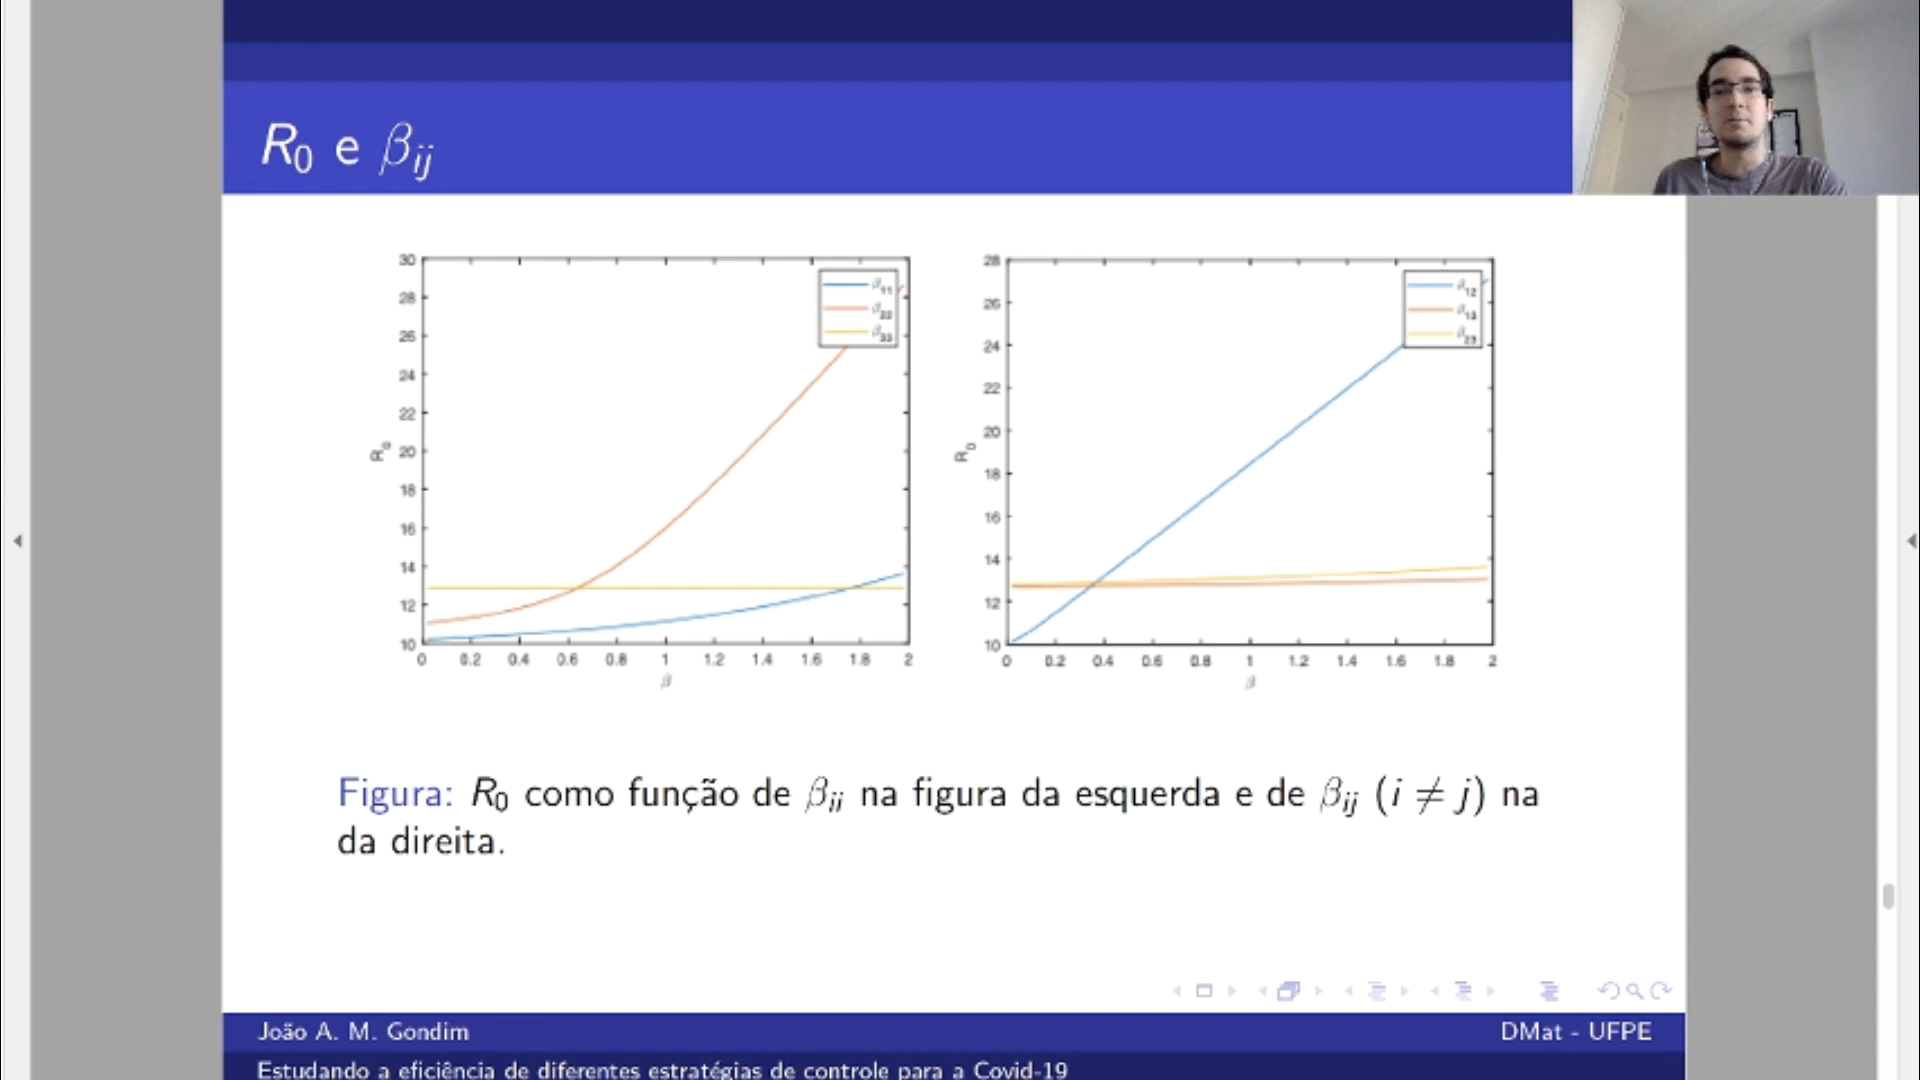 R₀ e βᵢⱼ
30
28
26
24
22
20
18
16
14
12
10
R₀
0 0.2 0.4 0.6 0.8 1 1.2 1.4 1.6 1.8 2
β
β₁₁
β₂₂
β₃₃
28
26
24
22
20
18
16
14
12
10
R₀
0 0.2 0.4 0.6 0.8 1 1.2 1.4 1.6 1.8 2
β
β₁₂
β₁₃
β₂₃
Figura: R₀ como função de βᵢᵢ na figura da esquerda e de βᵢⱼ (i ≠ j) na
da direita.
João A. M. Gondim
DMat - UFPE
Estudando a eficiência de diferentes estratégias de controle para a Covid-19